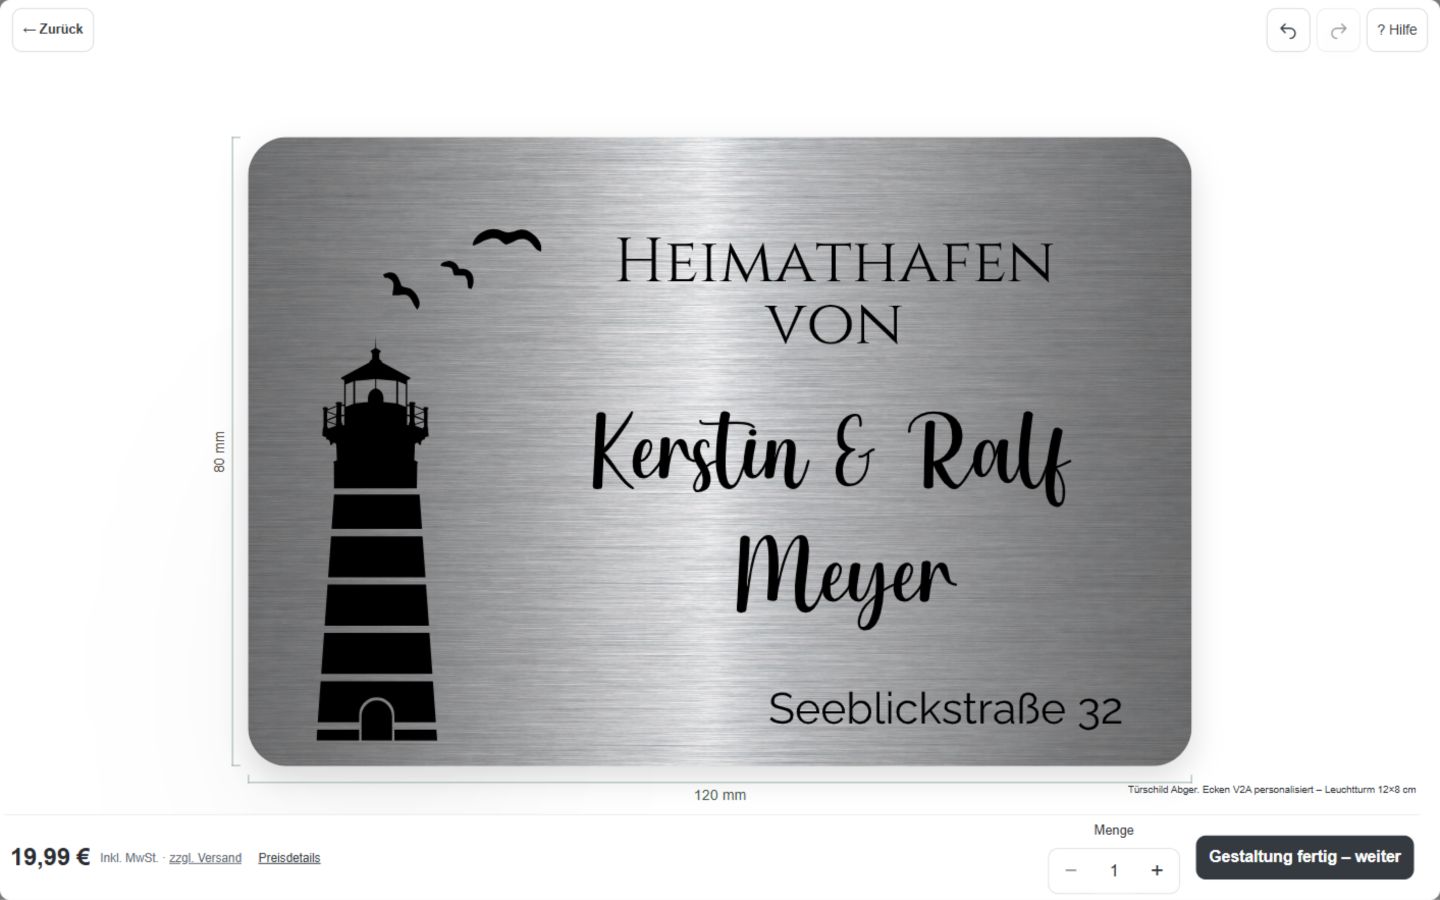 ← Zurück
? Hilfe
HEIMATHAFEN
VON
Kerstin & Ralf
Meyer
Seeblickstraße 32
80 mm
120 mm
Türschild Abger. Ecken V2A personalisiert – Leuchtturm 12×8 cm
19,99 € Inkl. MwSt. · zzgl. Versand Preisdetails
Menge
− 1 +
Gestaltung fertig – weiter